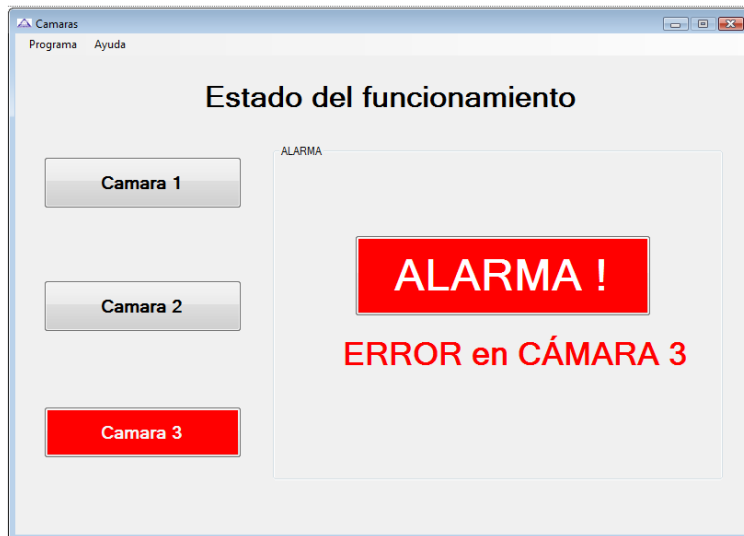 Camaras
Programa Ayuda
Estado del funcionamiento
ALARMA
Camara 1
ALARMA !
Camara 2
ERROR en CÁMARA 3
Camara 3